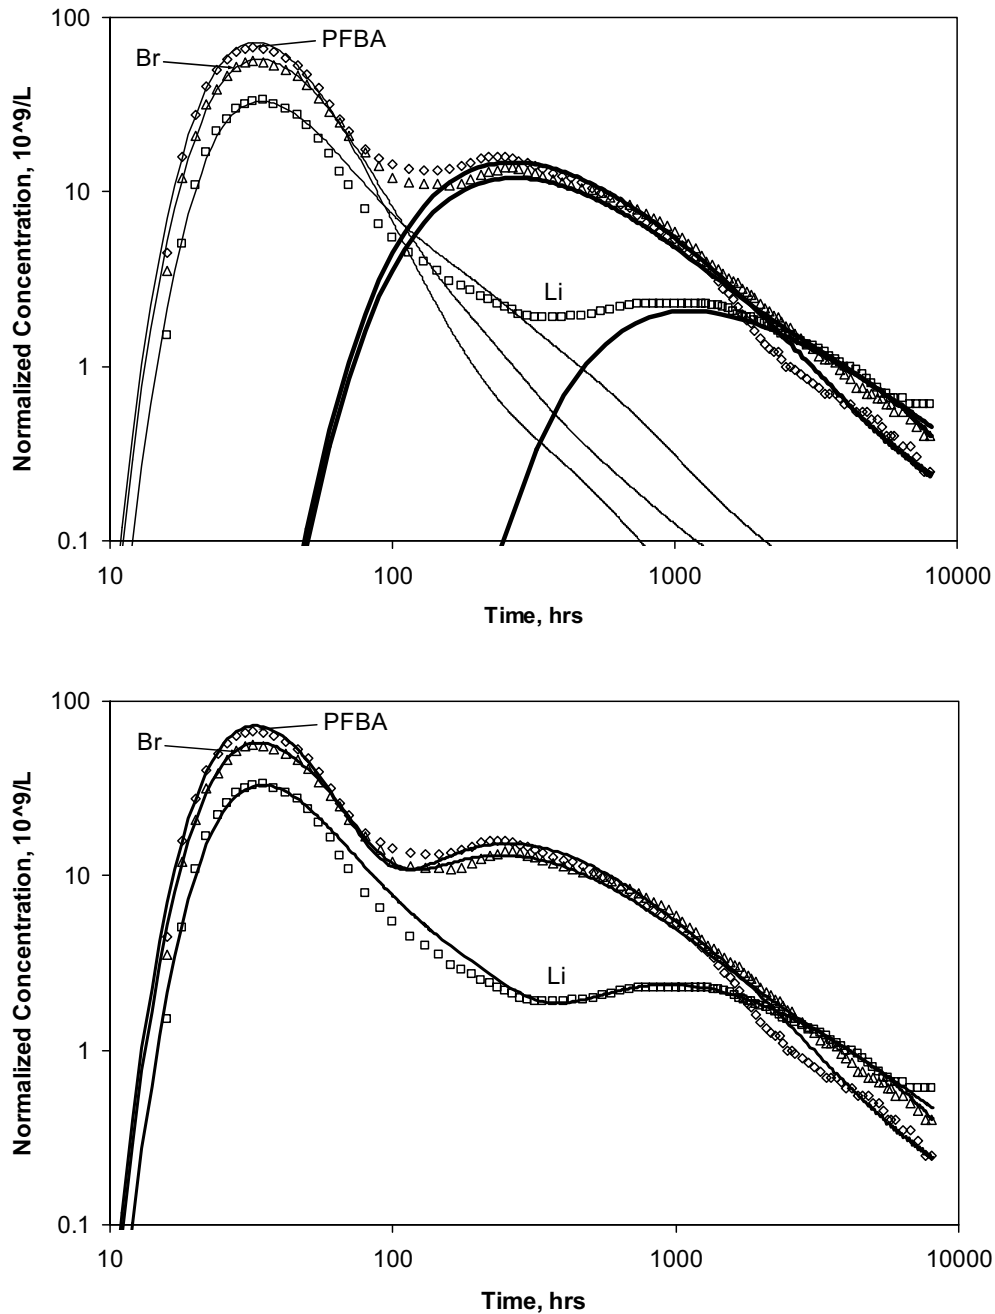 100
PFBA
Br
10
Normalized Concentration, 10^9/L
Li
1
0.1
10 100 1000 10000
Time, hrs
100
PFBA
Br
10
Normalized Concentration, 10^9/L
Li
1
0.1
10 100 1000 10000
Time, hrs